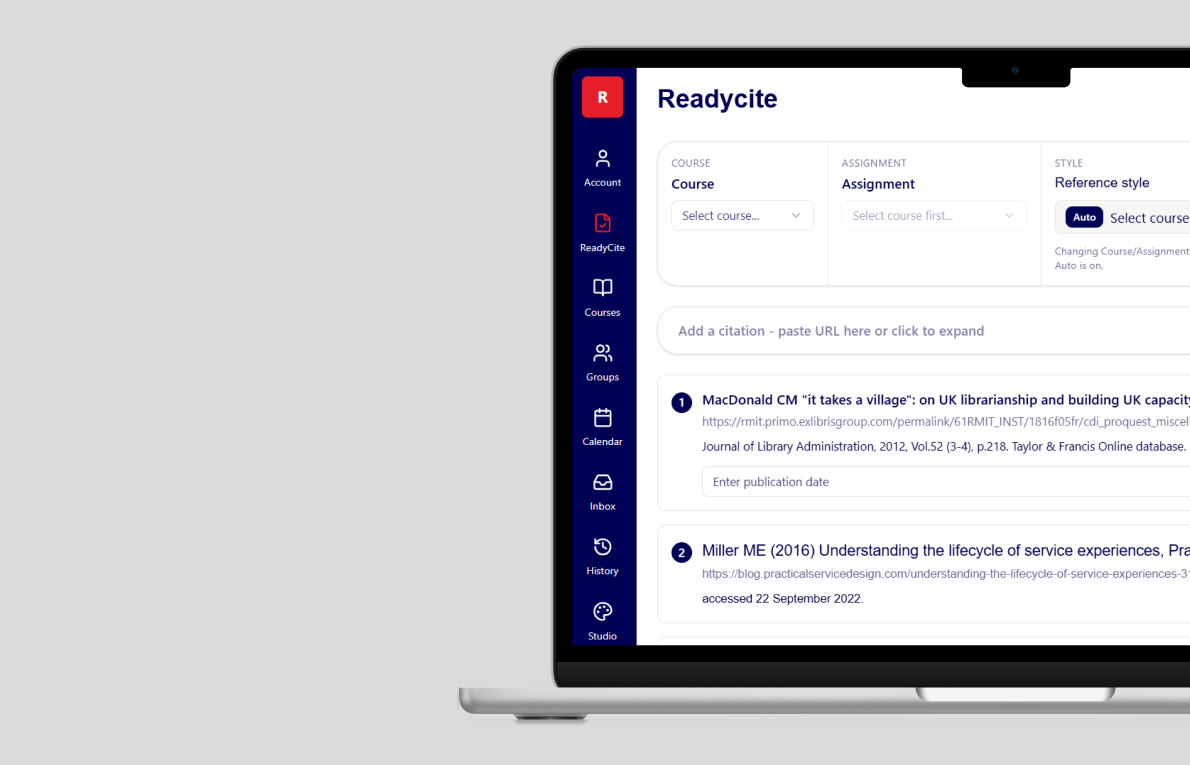 R
Readycite
Account
ReadyCite
Courses
Groups
Calendar
Inbox
History
Studio
COURSE
Course
Select course...
ASSIGNMENT
Assignment
Select course first...
STYLE
Reference style
Auto Select course
Changing Course/Assignment
Auto is on.
Add a citation - paste URL here or click to expand
1 MacDonald CM "it takes a village": on UK librarianship and building UK capacity
https://rmit.primo.exlibrisgroup.com/permalink/61RMIT_INST/1816f05fr/cdi_proquest_miscel
Journal of Library Administration, 2012, Vol.52 (3-4), p.218. Taylor & Francis Online database.
Enter publication date
2 Miller ME (2016) Understanding the lifecycle of service experiences, Pra
https://blog.practicalservicedesign.com/understanding-the-lifecycle-of-service-experiences-31
accessed 22 September 2022.